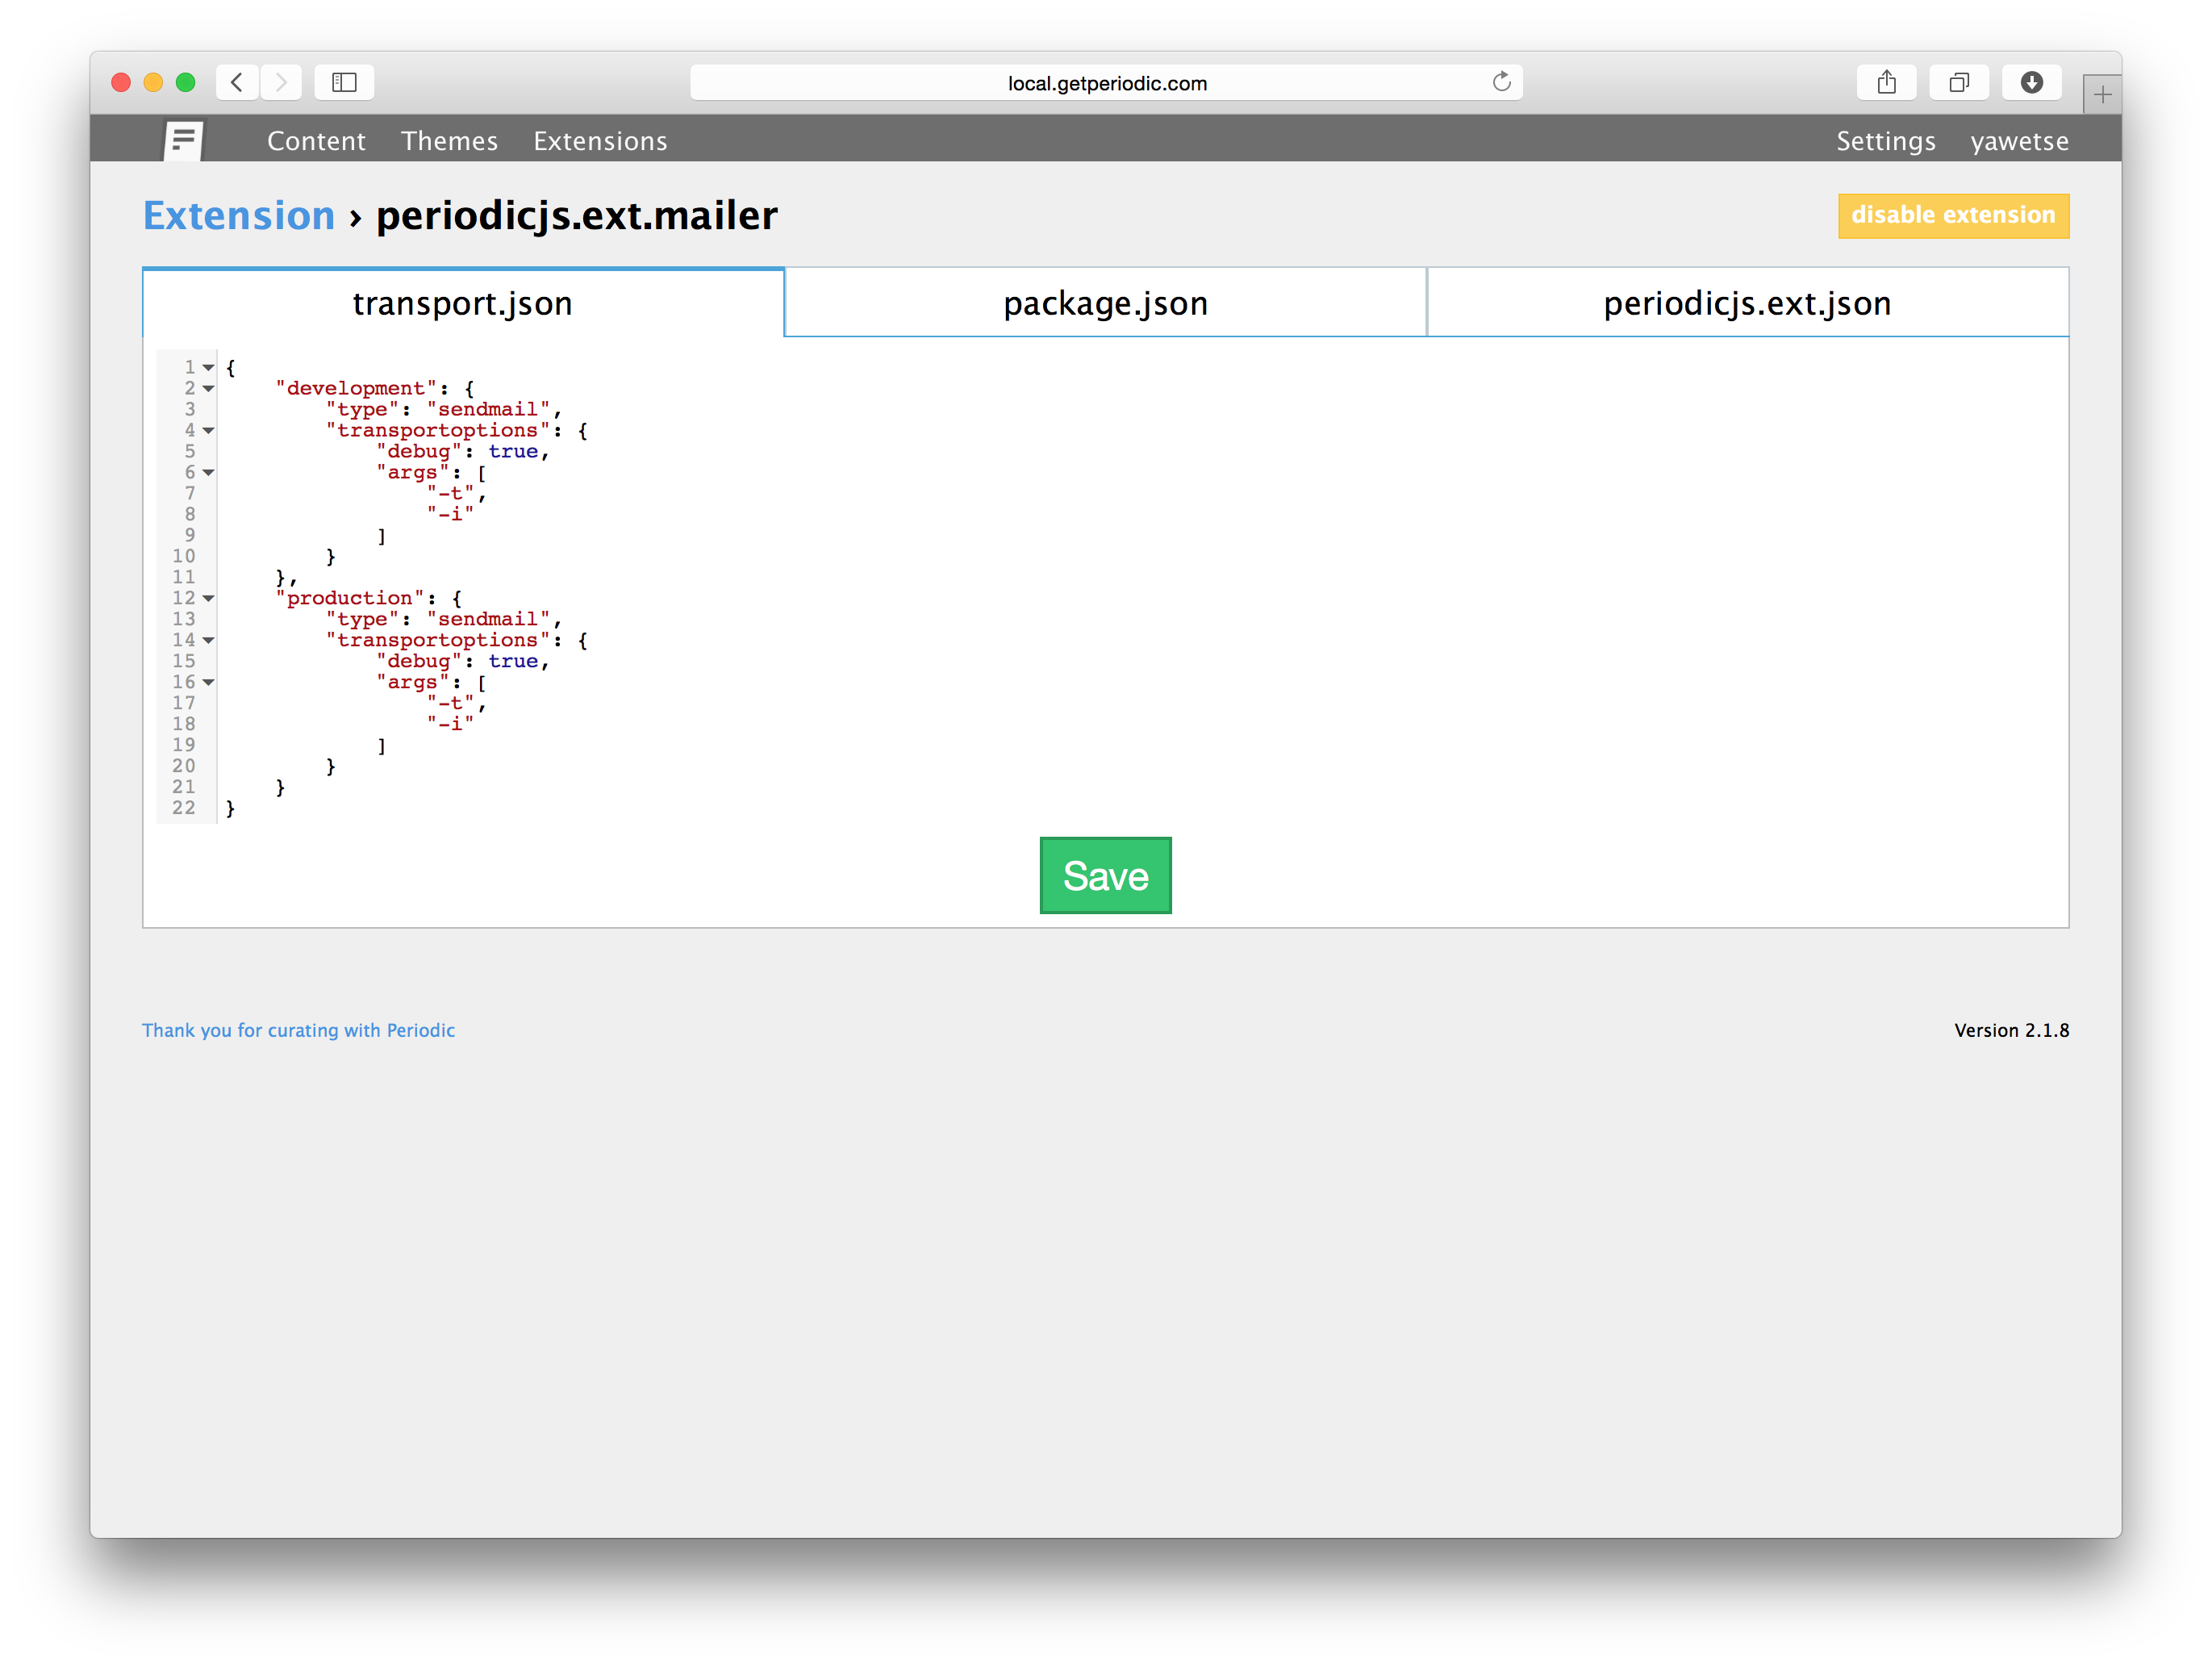 local.getperiodic.com
Content Themes Extensions Settings yawetse
Extension › periodicjs.ext.mailer disable extension
transport.json package.json periodicjs.ext.json
1 {
2     "development": {
3         "type": "sendmail",
4         "transportoptions": {
5             "debug": true,
6             "args": [
7                 "-t",
8                 "-i"
9             ]
10         }
11     },
12     "production": {
13         "type": "sendmail",
14         "transportoptions": {
15             "debug": true,
16             "args": [
17                 "-t",
18                 "-i"
19             ]
20         }
21     }
22 }
Save
Thank you for curating with Periodic Version 2.1.8